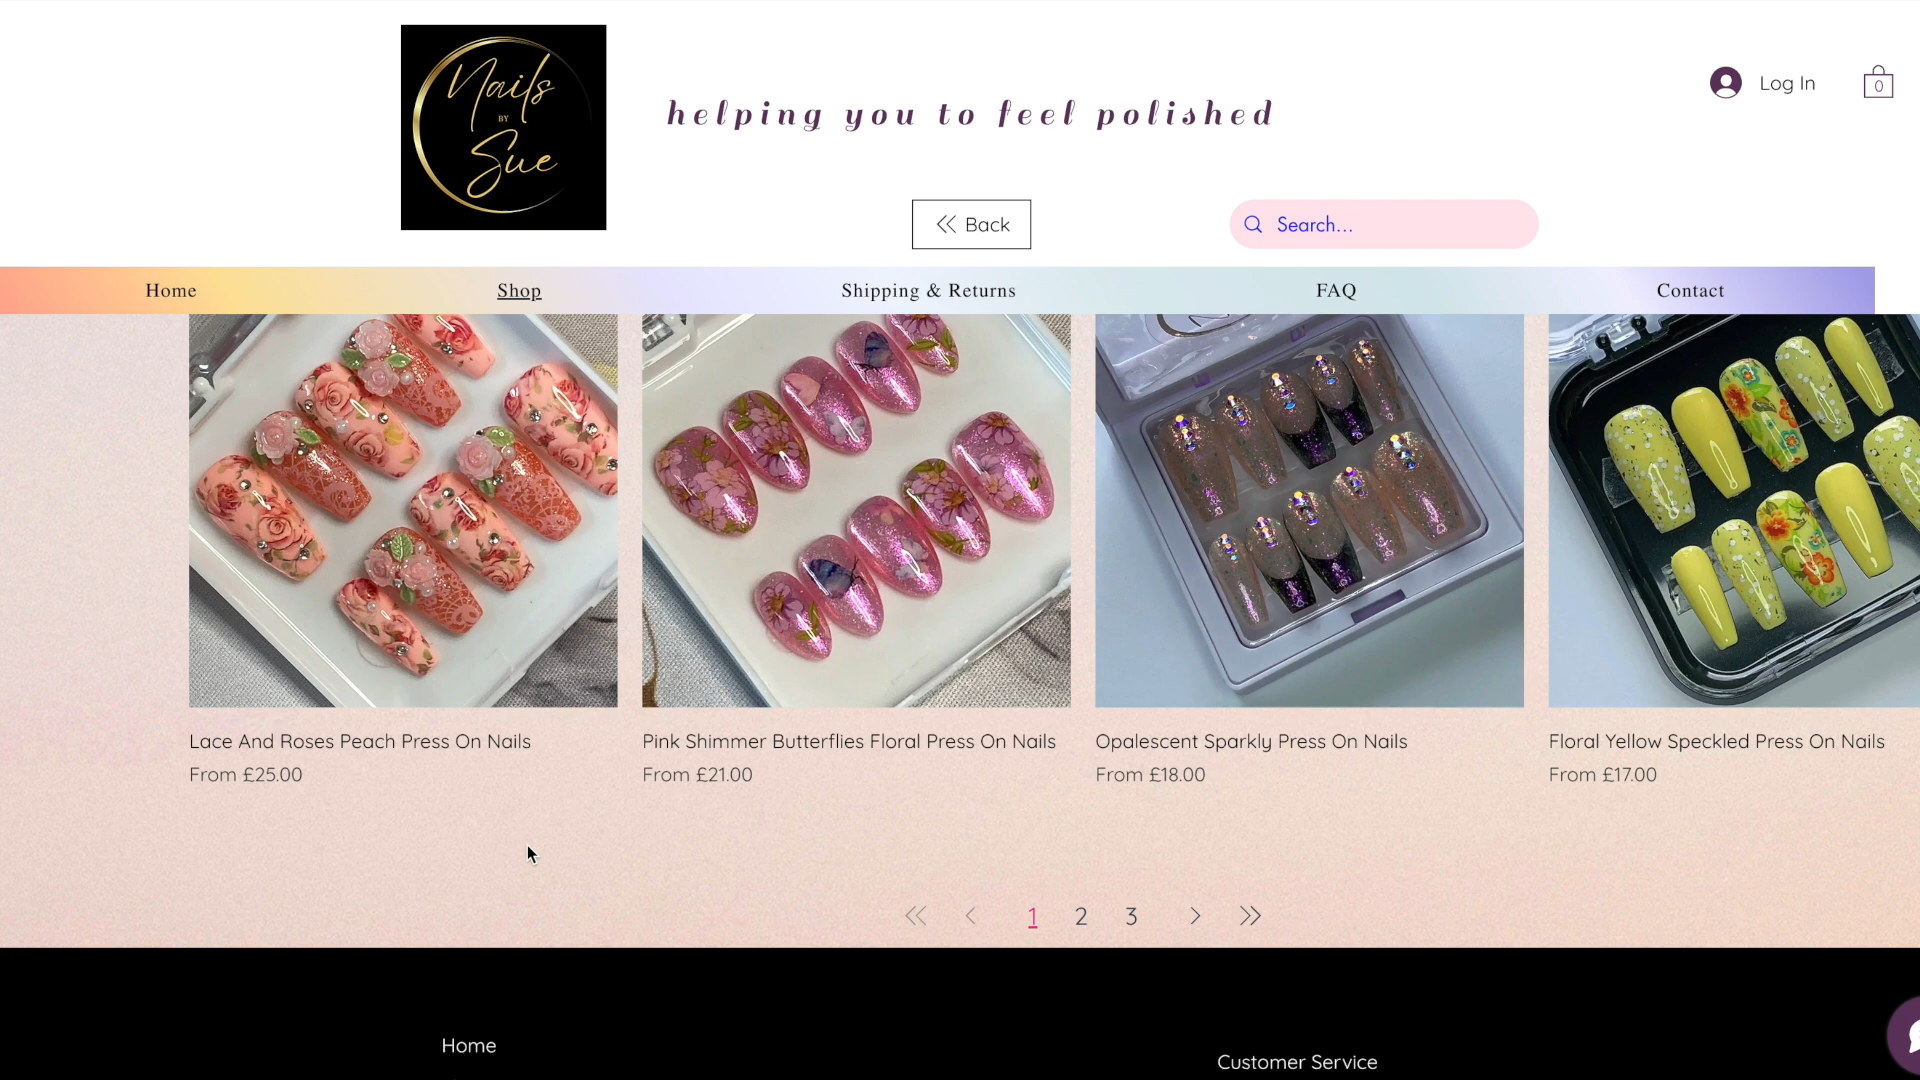 Nails
BY
Sue
helping you to feel polished
Log In
0
Back
Search...
Home
Shop
Shipping & Returns
FAQ
Contact
Lace And Roses Peach Press On Nails
From £25.00
Pink Shimmer Butterflies Floral Press On Nails
From £21.00
Opalescent Sparkly Press On Nails
From £18.00
Floral Yellow Speckled Press On Nails
From £17.00
1 2 3
Home
Customer Service